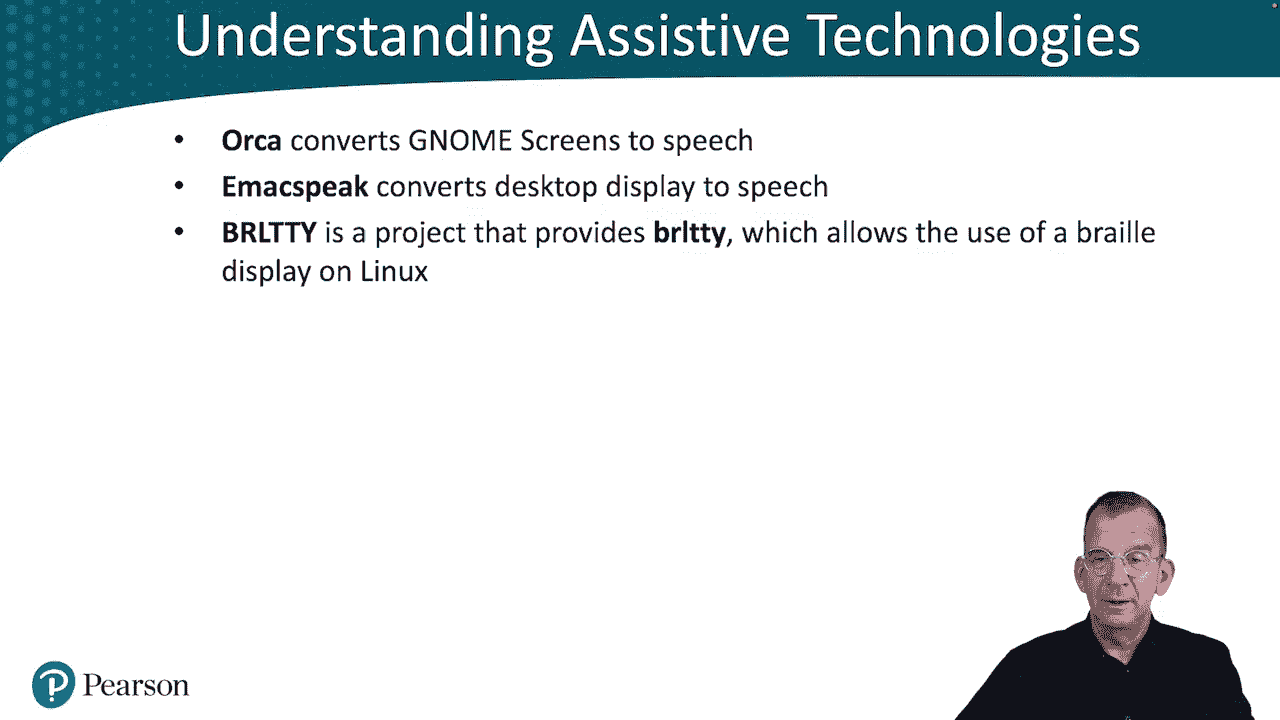 Understanding Assistive Technologies
• Orca converts GNOME Screens to speech
• Emacspeak converts desktop display to speech
• BRLTTY is a project that provides brltty, which allows the use of a braille
display on Linux
Pearson